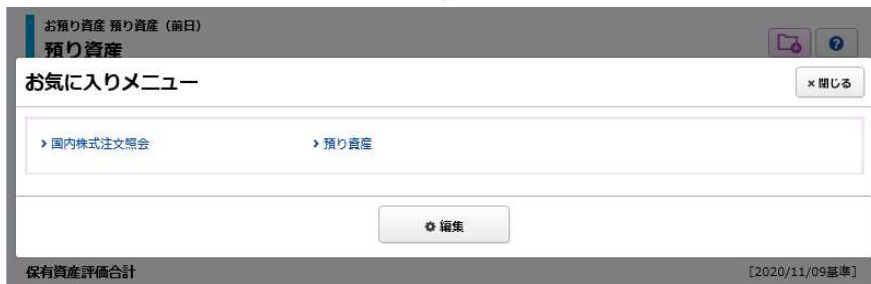 お預り資産 預り資産（前日）
預り資産
お気に入りメニュー
×閉じる
国内株式注文照会
預り資産
編集
保有資産評価合計
[2020/11/09基準]